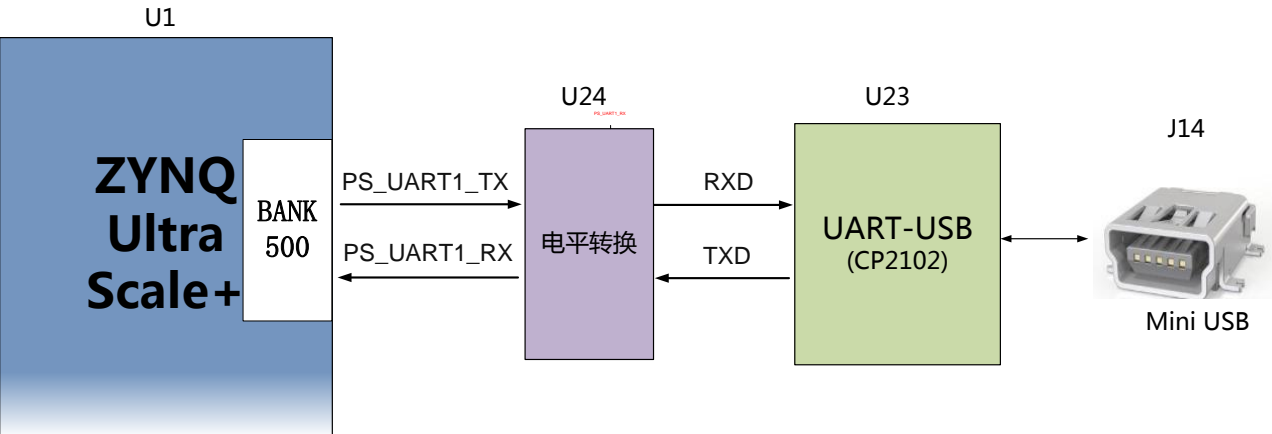 U1
U24
U23
J14
PS_UART1_RX
ZYNQ
Ultra
Scale+
BANK
500
PS_UART1_TX
PS_UART1_RX
电平转换
RXD
TXD
UART-USB
(CP2102)
Mini USB